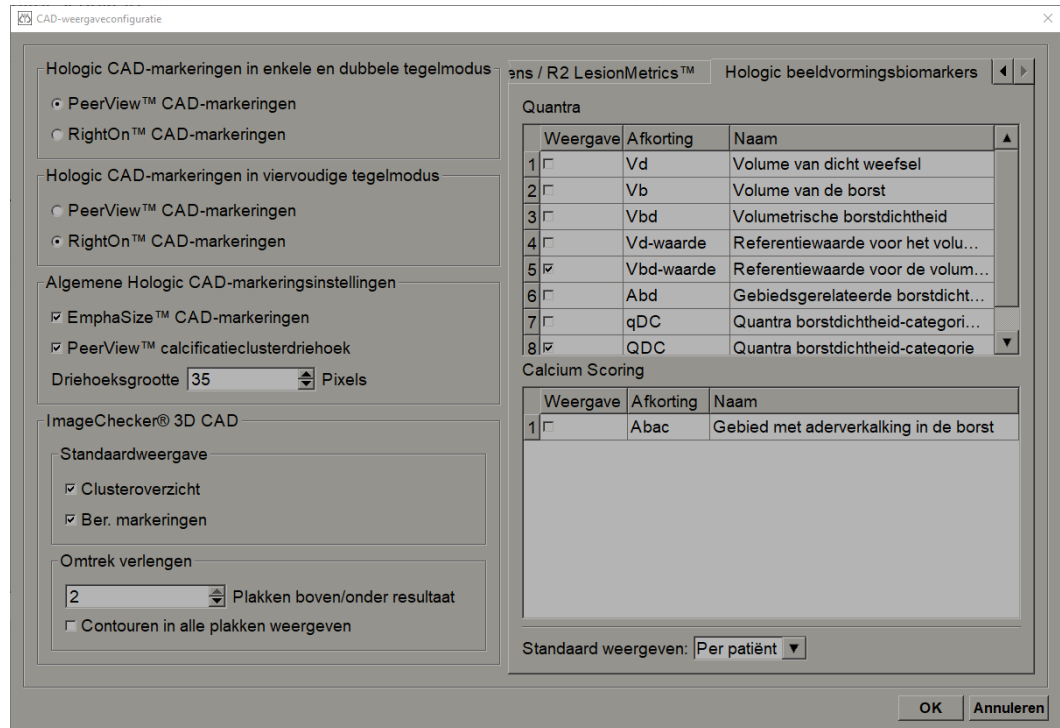 CAD-weergaveconfiguratie
Hologic CAD-markeringen in enkele en dubbele tegelmodus
PeerView™ CAD-markeringen
RightOn™ CAD-markeringen
Hologic CAD-markeringen in viervoudige tegelmodus
PeerView™ CAD-markeringen
RightOn™ CAD-markeringen
Algemene Hologic CAD-markeringsinstellingen
EmphaSize™ CAD-markeringen
PeerView™ calcificatieclusterdriehoek
Driehoeksgrootte 35 Pixels
ImageChecker® 3D CAD
Standaardweergave
Clusteroverzicht
Ber. markeringen
Omtrek verlengen
2 Plakken boven/onder resultaat
Contouren in alle plakken weergeven
ens / R2 LesionMetrics™ Hologic beeldvormingsbiomarkers
Quantra
Weergave Afkorting Naam
1 Vd Volume van dicht weefsel
2 Vb Volume van de borst
3 Vbd Volumetrische borstdichtheid
4 Vd-waarde Referentiewaarde voor het volu...
5 Vbd-waarde Referentiewaarde voor de volum...
6 Abd Gebiedsgerelateerde borstdicht...
7 qDC Quantra borstdichtheid-categori...
8 QDC Quantra borstdichtheid-categorie
Calcium Scoring
Weergave Afkorting Naam
1 Abac Gebied met aderverkalking in de borst
Standaard weergeven: Per patiënt
OK Annuleren